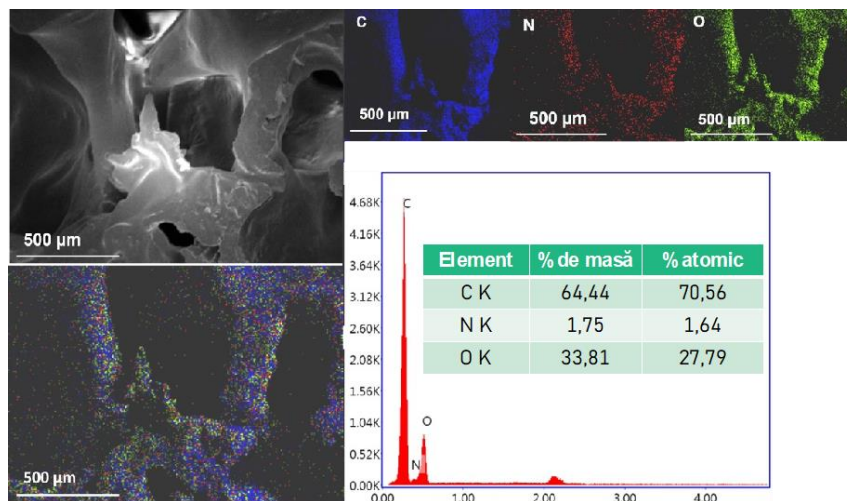 500 µm
C
500 µm
N
500 µm
O
500 µm
500 µm
4.68K
4.16K
3.64K
3.12K
2.60K
2.08K
1.56K
1.04K
0.52K
0.00K
C
N
O
0.00 1.00 2.00 3.00 4.00
Element % de masă % atomic
C K 64,44 70,56
N K 1,75 1,64
O K 33,81 27,79